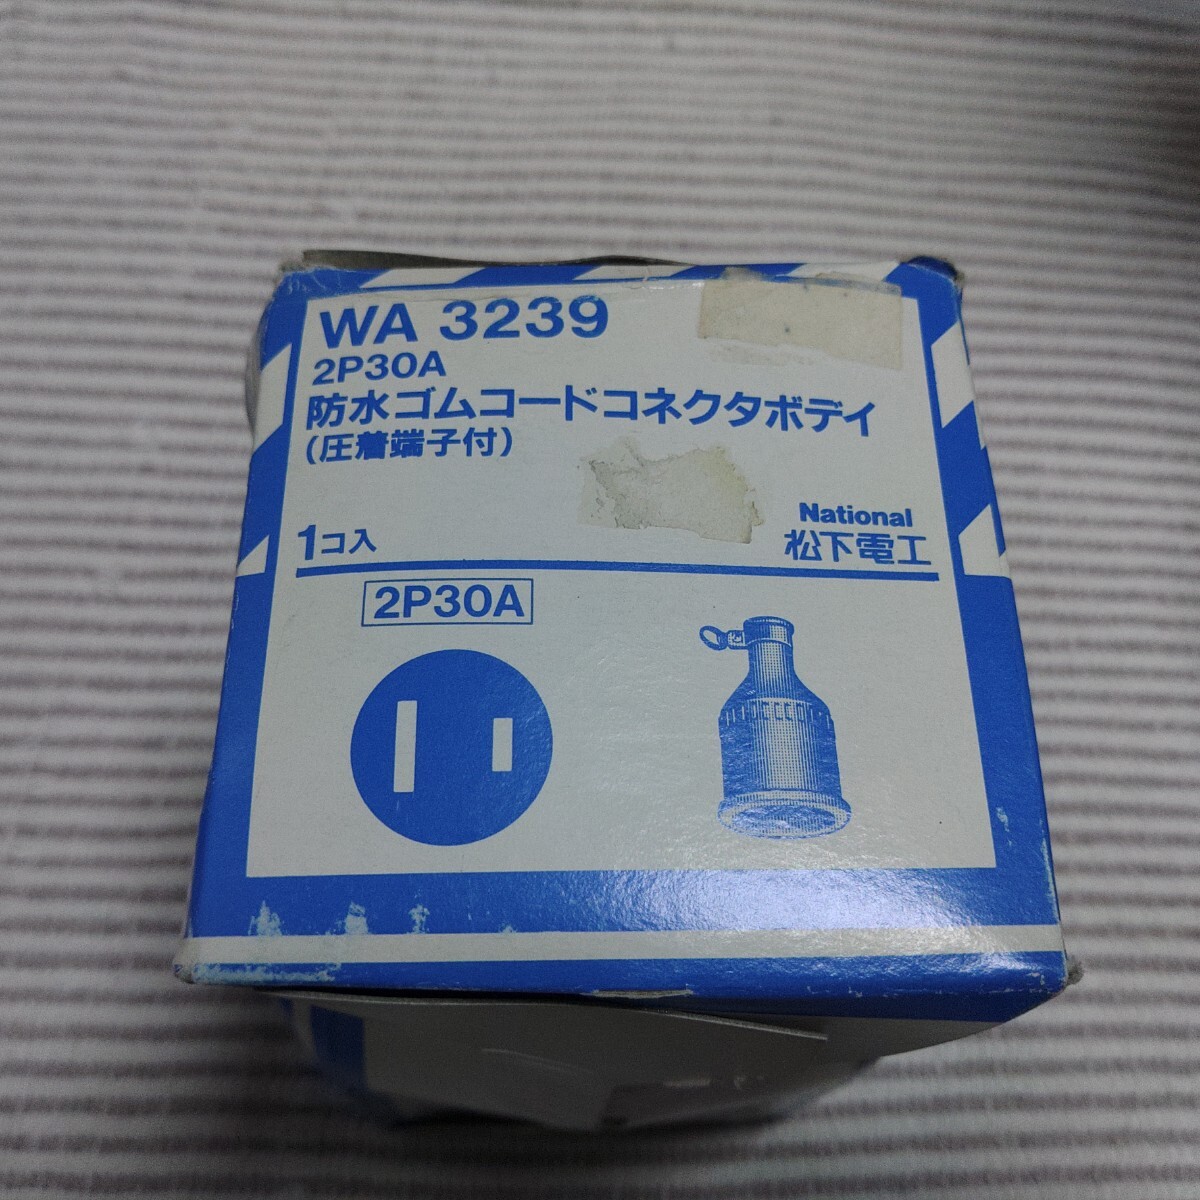 WA 3239
2P30A
防水ゴムコードコネクタボデイ
(圧着端子付)
1コ入
National
松下電工
2P30A